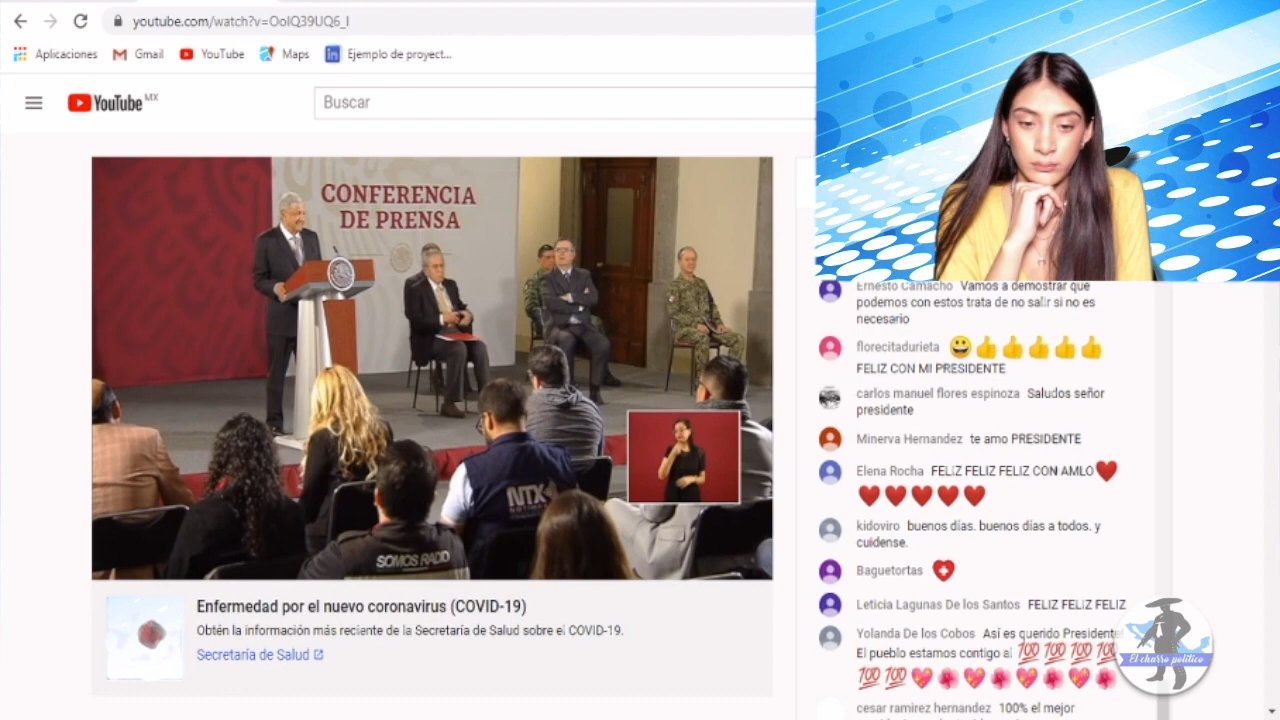 youtube.com/watch?v=OoIQ39UQ6_I
Aplicaciones Gmail YouTube Maps Ejemplo de proyect...
YouTube MX
Buscar
CONFERENCIA
DE PRENSA
NTX
SOMOS RADIO
Enfermedad por el nuevo coronavirus (COVID-19)
Obtén la información más reciente de la Secretaría de Salud sobre el COVID-19.
Secretaría de Salud
Ernesto Camacho Vamos a demostrar que
podemos con estos trata de no salir si no es
necesario
florecitadurieta 😀👍👍👍👍👍
FELIZ CON MI PRESIDENTE
carlos manuel flores espinoza Saludos señor
presidente
Minerva Hernandez te amo PRESIDENTE
Elena Rocha FELIZ FELIZ FELIZ CON AMLO❤️
❤️❤️❤️❤️❤️
kidoviro buenos días. buenos días a todos. y
cuídense.
Baguetortas
Leticia Lagunas De los Santos FELIZ FELIZ FELIZ
Yolanda De los Cobos Así es querido Presidente!
El pueblo estamos contigo al 💯💯💯💯
💯💯💖🌺💖🌺💖🌺💖🌺
El charro político
cesar ramirez hernandez 100% el mejor